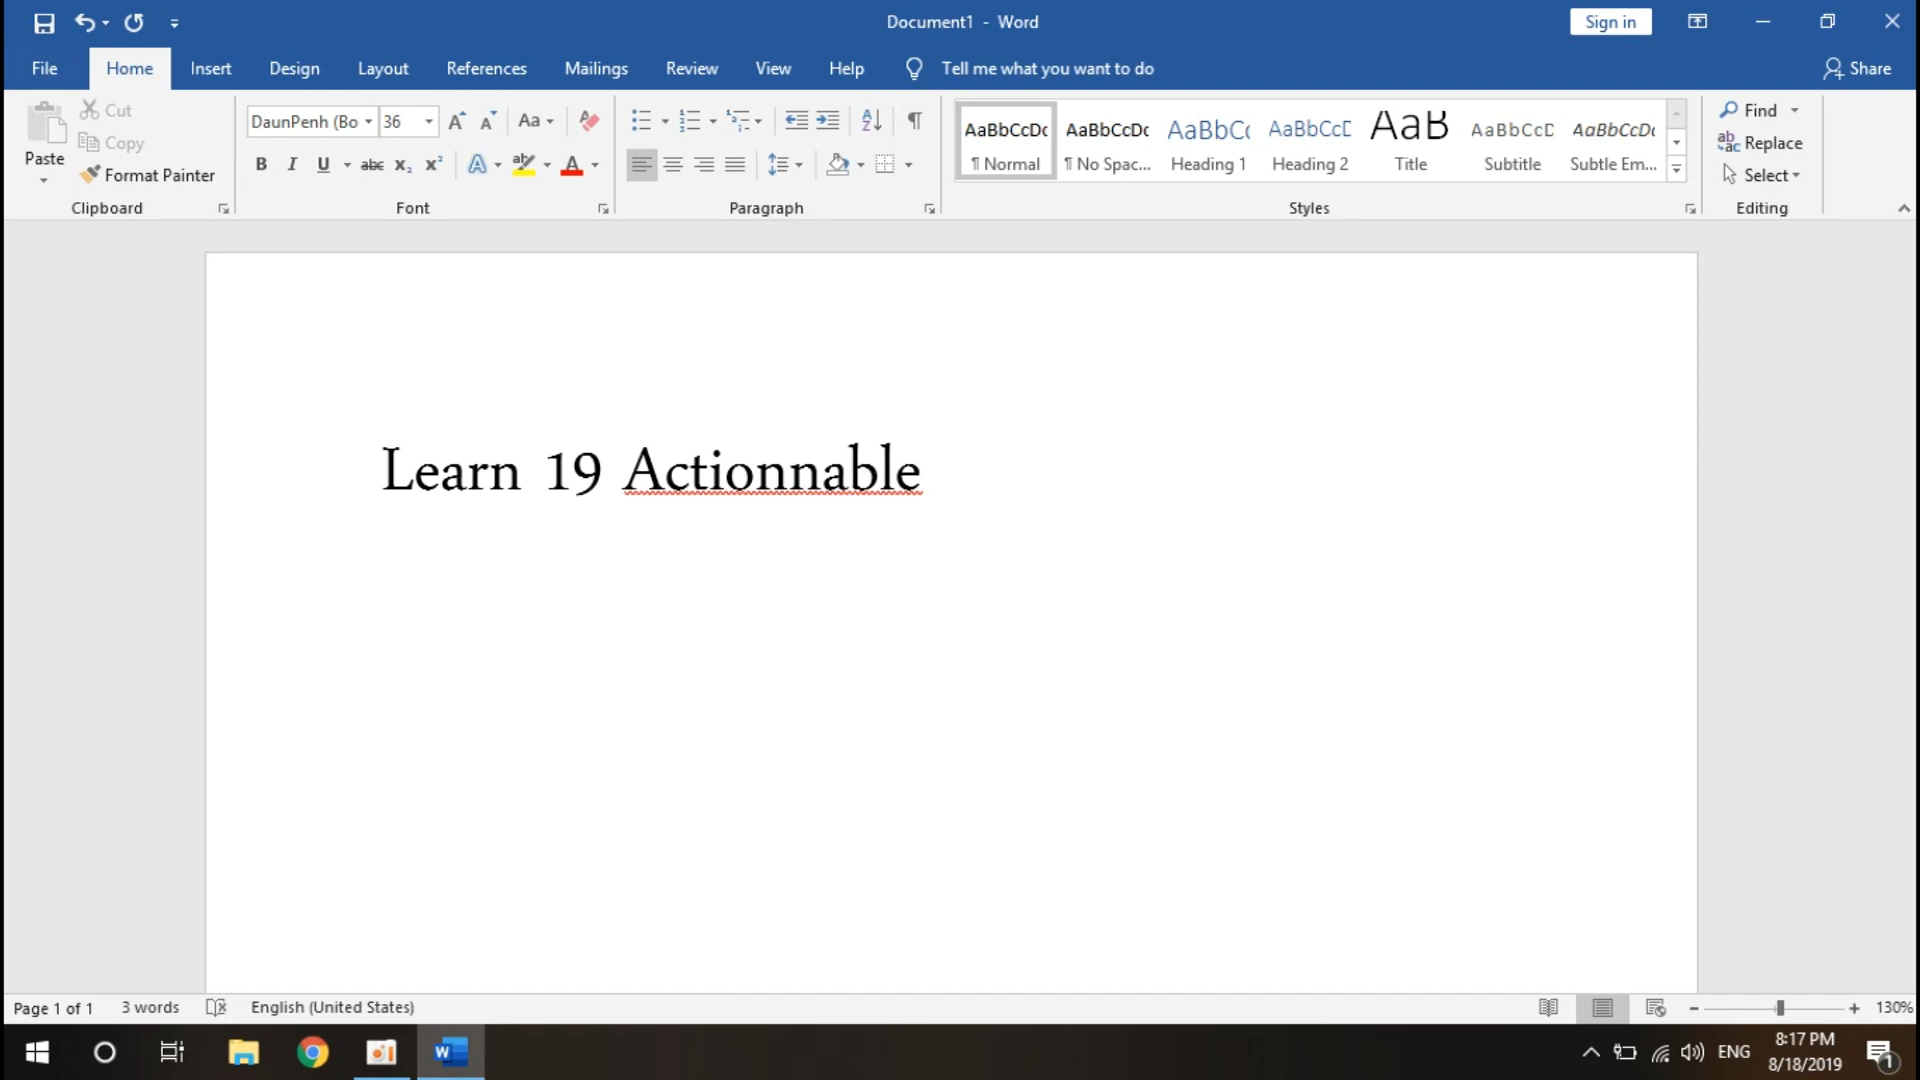 Document1 - Word
Sign in
File Home Insert Design Layout References Mailings Review View Help Tell me what you want to do Share
Paste
Cut
Copy
Format Painter
Clipboard
DaunPenh (Bo 36 Aa
B I U abc x₂ x² A ab A
Font
Paragraph
AaBbCcDc AaBbCcDc AaBbCc AaBbCcD AaB AaBbCcD AaBbCcDc
¶ Normal ¶ No Spac... Heading 1 Heading 2 Title Subtitle Subtle Em...
Styles
Find
Replace
Select
Editing
Learn 19 Actionnable
Page 1 of 1 3 words English (United States) 130%
ENG 8:17 PM
8/18/2019
1